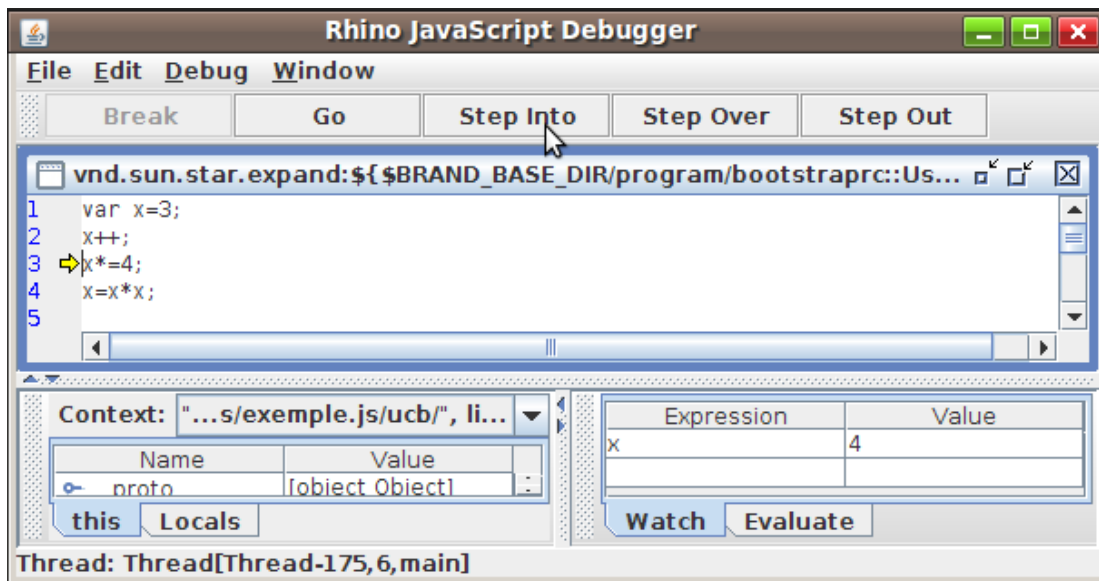 Rhino JavaScript Debugger
File Edit Debug Window
Break Go Step Into Step Over Step Out
vnd.sun.star.expand:${$BRAND_BASE_DIR/program/bootstraprc::Us...
1 var x=3;
2 x++;
3 x*=4;
4 x=x*x;
5
Context: "...s/exemple.js/ucb/", li...
Name Value
proto [object Object]
this Locals
Expression Value
x 4
Watch Evaluate
Thread: Thread[Thread-175,6,main]